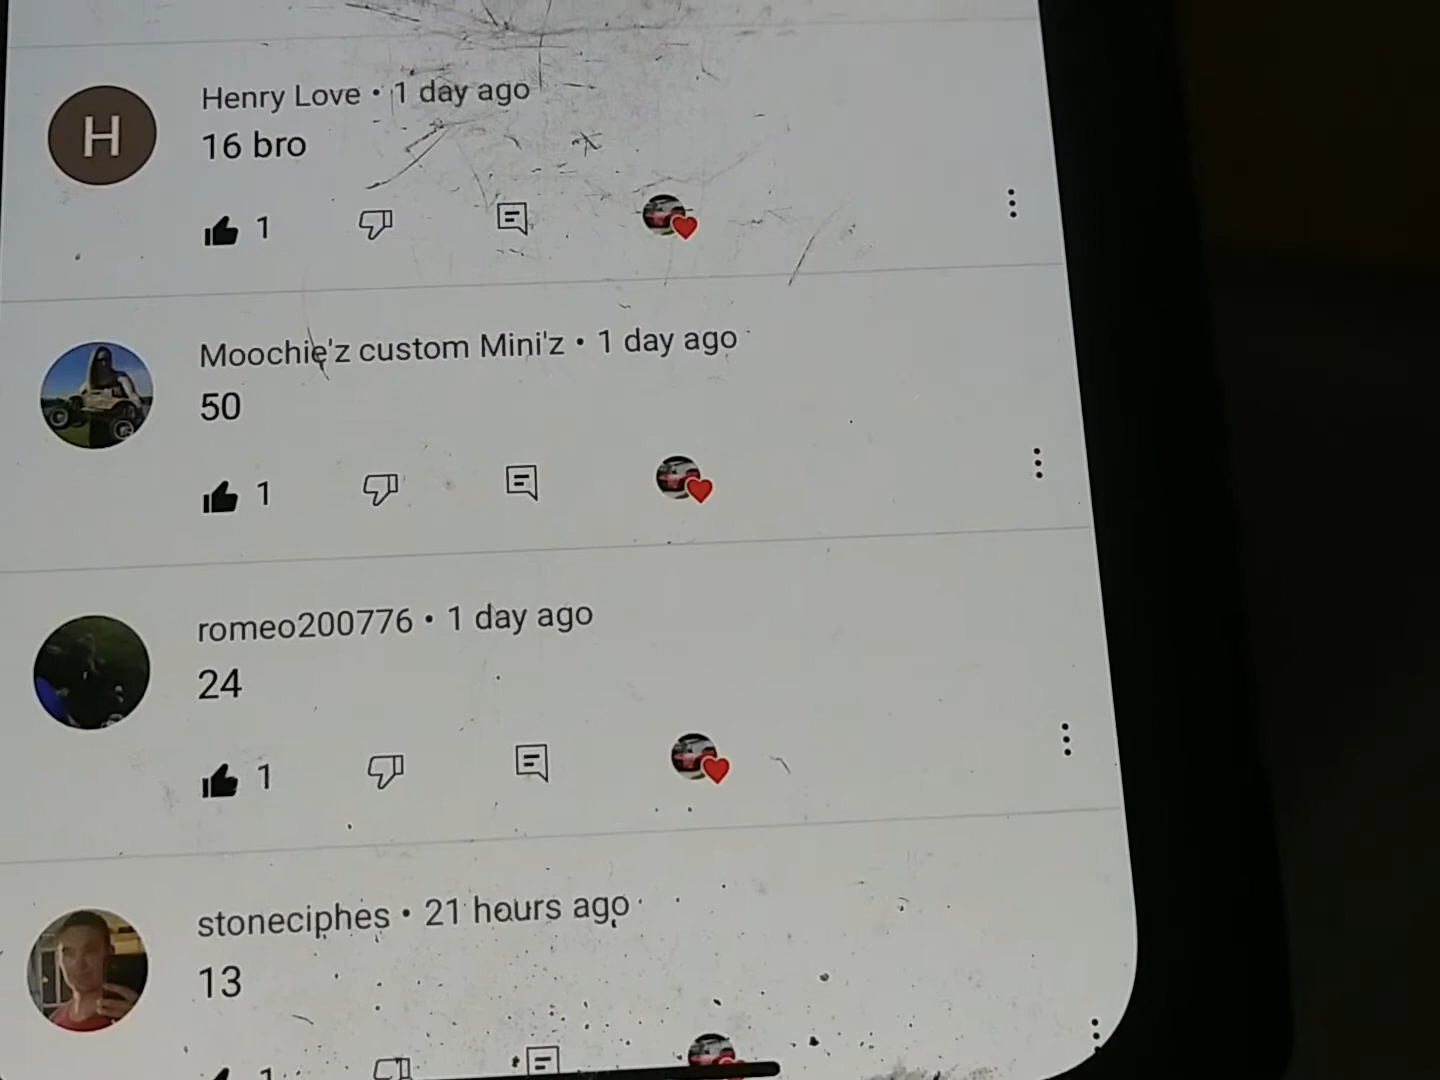 H
Henry Love • 1 day ago
16 bro
1
Moochie'z custom Mini'z • 1 day ago
50
1
romeo200776 • 1 day ago
24
1
stoneciphes • 21 hours ago
13
1